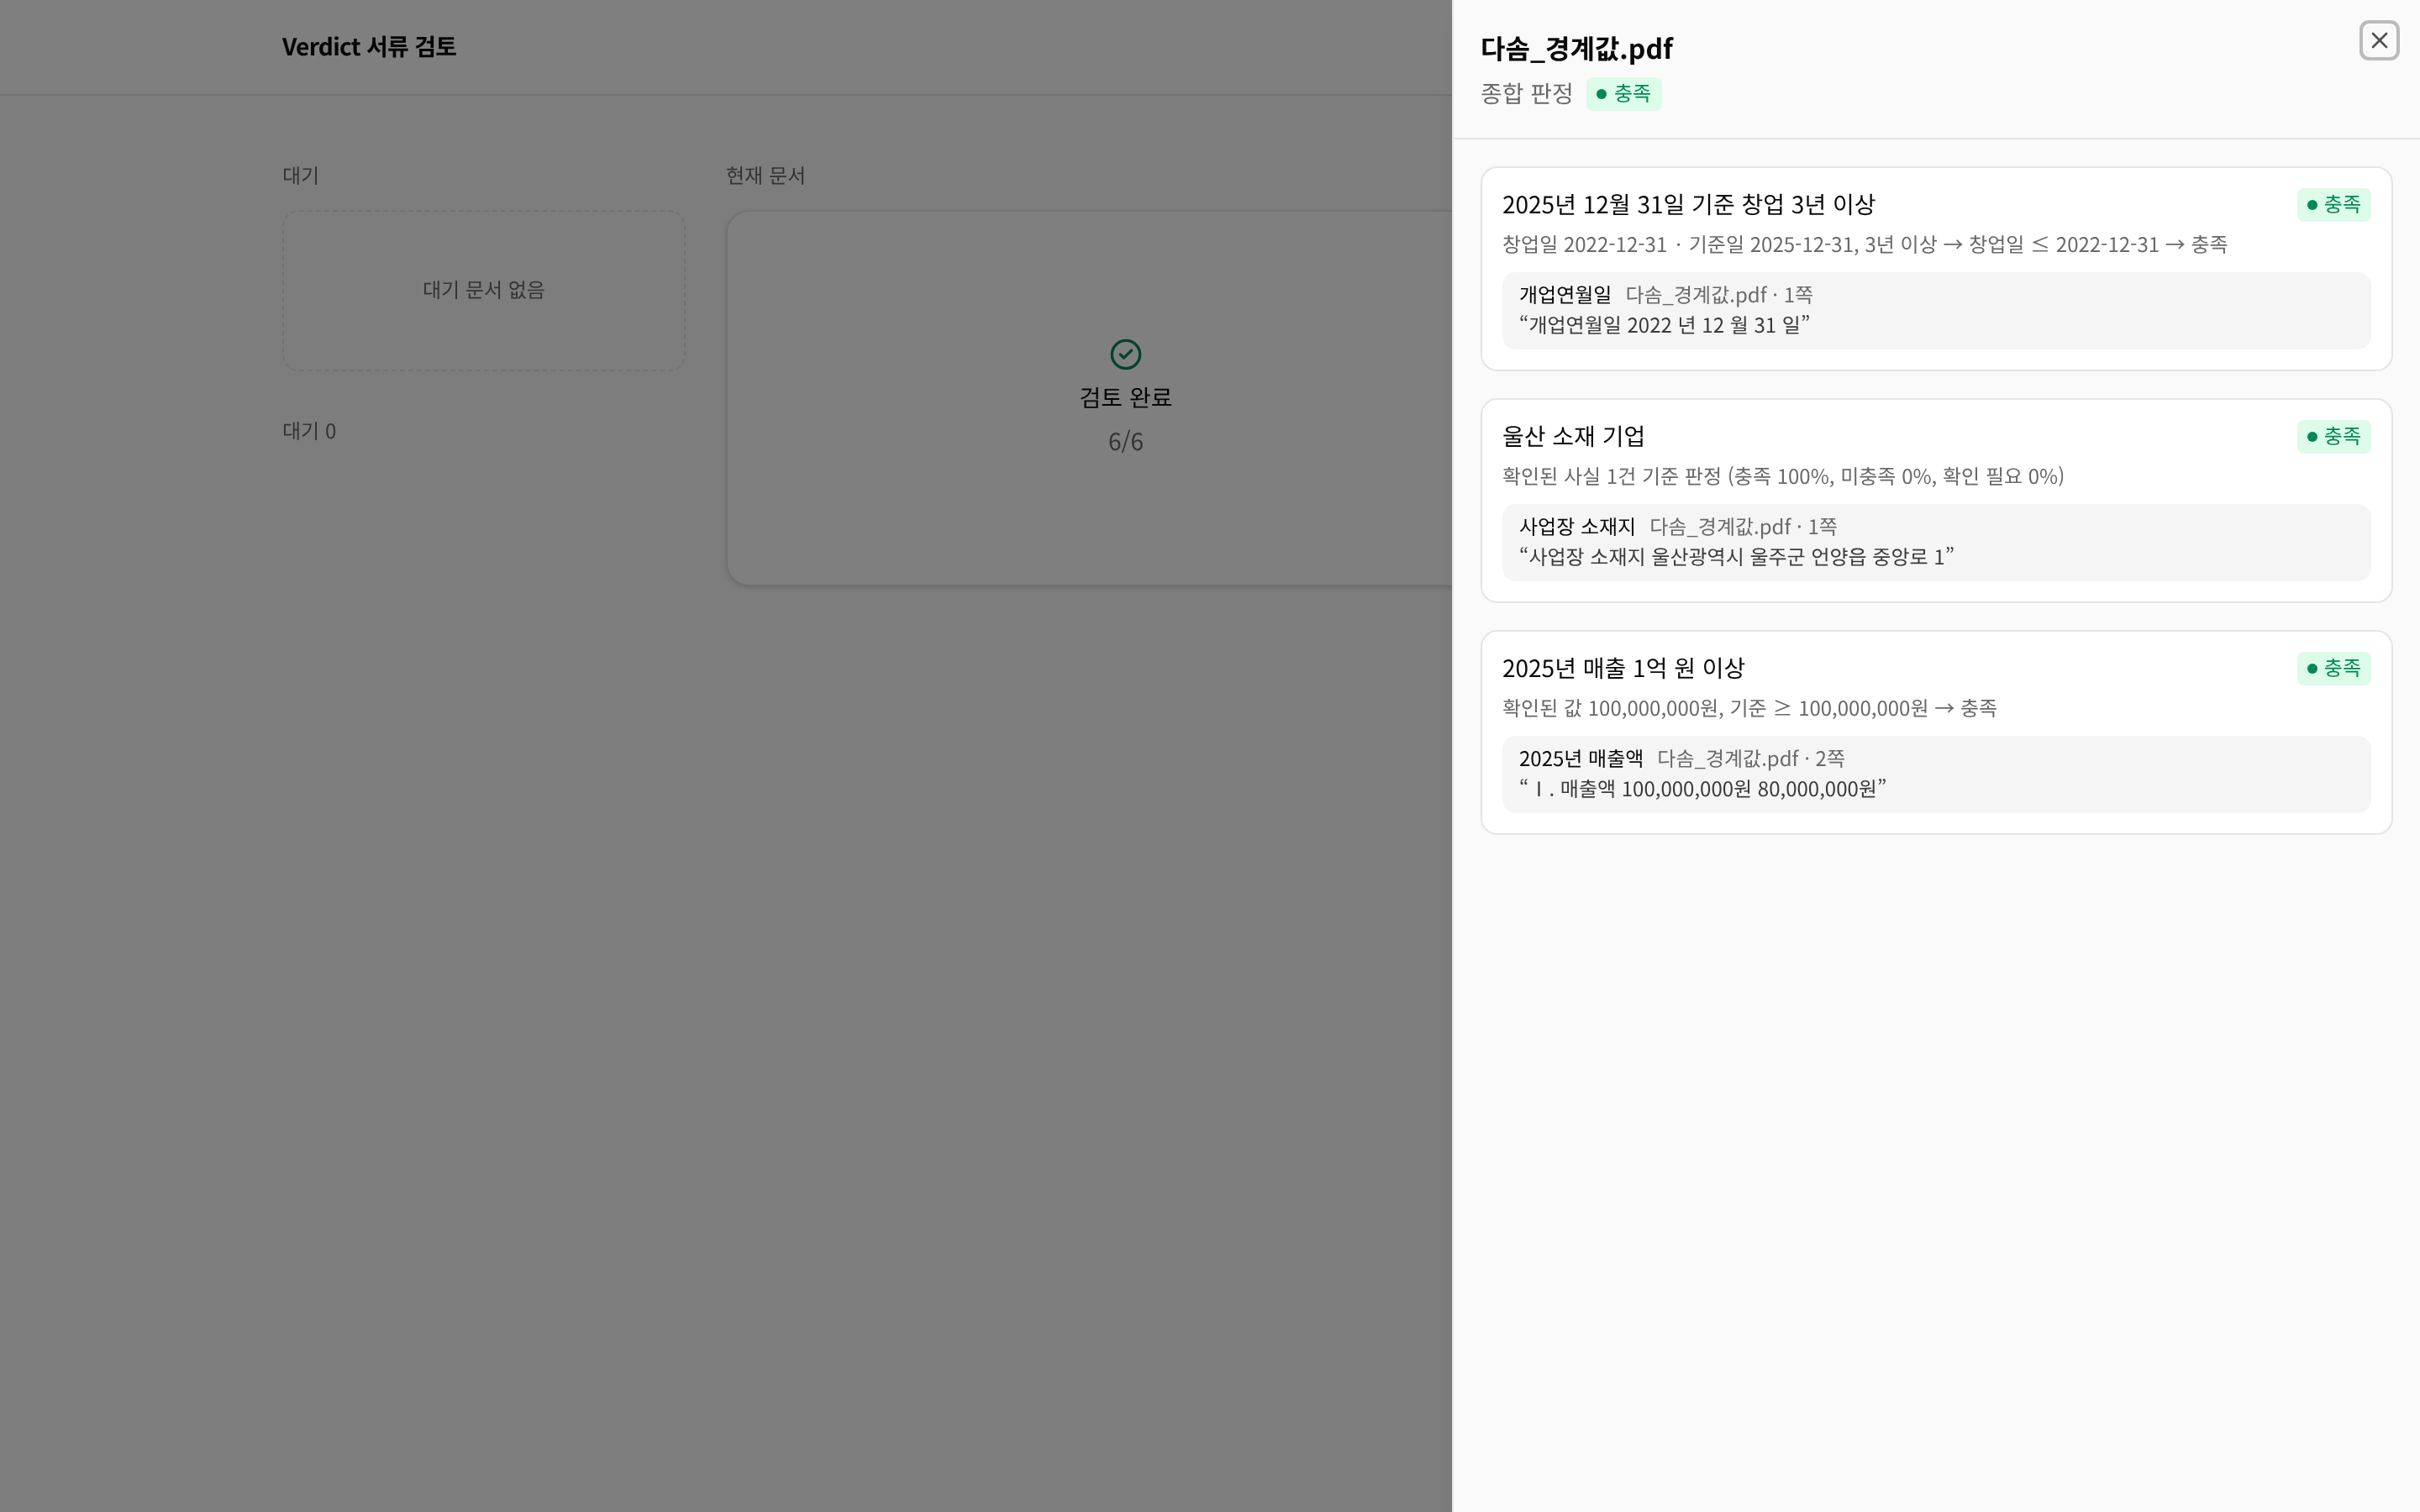 Verdict 서류 검토
대기
대기 문서 없음
대기 0
현재 문서
검토 완료
6/6
다솜_경계값.pdf
종합 판정 충족
2025년 12월 31일 기준 창업 3년 이상 충족
창업일 2022-12-31 · 기준일 2025-12-31, 3년 이상 → 창업일 ≤ 2022-12-31 → 충족
개업연월일 다솜_경계값.pdf · 1쪽
“개업연월일 2022 년 12 월 31 일”
울산 소재 기업 충족
확인된 사실 1건 기준 판정 (충족 100%, 미충족 0%, 확인 필요 0%)
사업장 소재지 다솜_경계값.pdf · 1쪽
“사업장 소재지 울산광역시 울주군 언양읍 중앙로 1”
2025년 매출 1억 원 이상 충족
확인된 값 100,000,000원, 기준 ≥ 100,000,000원 → 충족
2025년 매출액 다솜_경계값.pdf · 2쪽
“Ⅰ. 매출액 100,000,000원 80,000,000원”